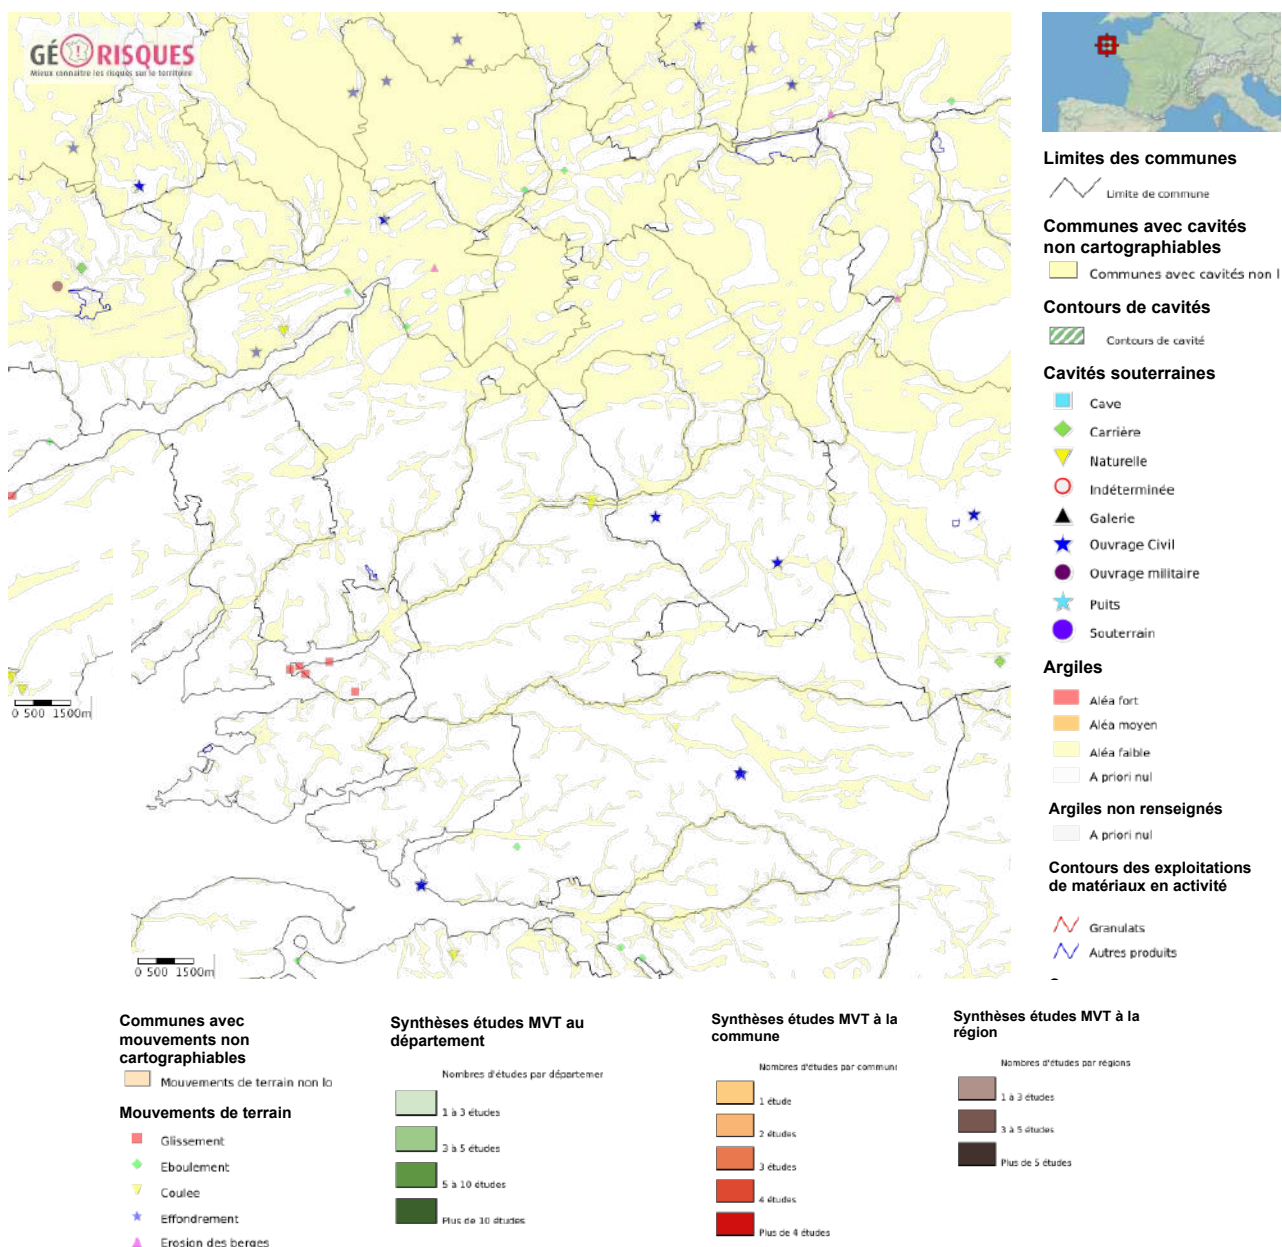 GÉORISQUES
Mieux connaître les risques sur le territoire
0 500 1500m
0 500 1500m
Limites des communes
Limite de commune
Communes avec cavités
non cartographiables
Communes avec cavités non l
Contours de cavités
Contours de cavité
Cavités souterraines
Cave
Carrière
Naturelle
Indéterminée
Galerie
Ouvrage Civil
Ouvrage militaire
Puits
Souterrain
Argiles
Aléa fort
Aléa moyen
Aléa faible
A priori nul
Argiles non renseignés
A priori nul
Contours des exploitations
de matériaux en activité
Granulats
Autres produits
Communes avec
mouvements non
cartographiables
Mouvements de terrain non lo
Mouvements de terrain
Glissement
Eboulement
Coulee
Effondrement
Erosion des berges
Synthèses études MVT au
département
Nombres d'études par départemer
1 à 3 études
3 à 5 études
5 à 10 études
Plus de 10 études
Synthèses études MVT à la
commune
Nombres d'études par commun
1 étude
2 études
3 études
4 études
Plus de 4 études
Synthèses études MVT à la
région
Nombres d'études par régions
1 à 3 études
3 à 5 études
Plus de 5 études